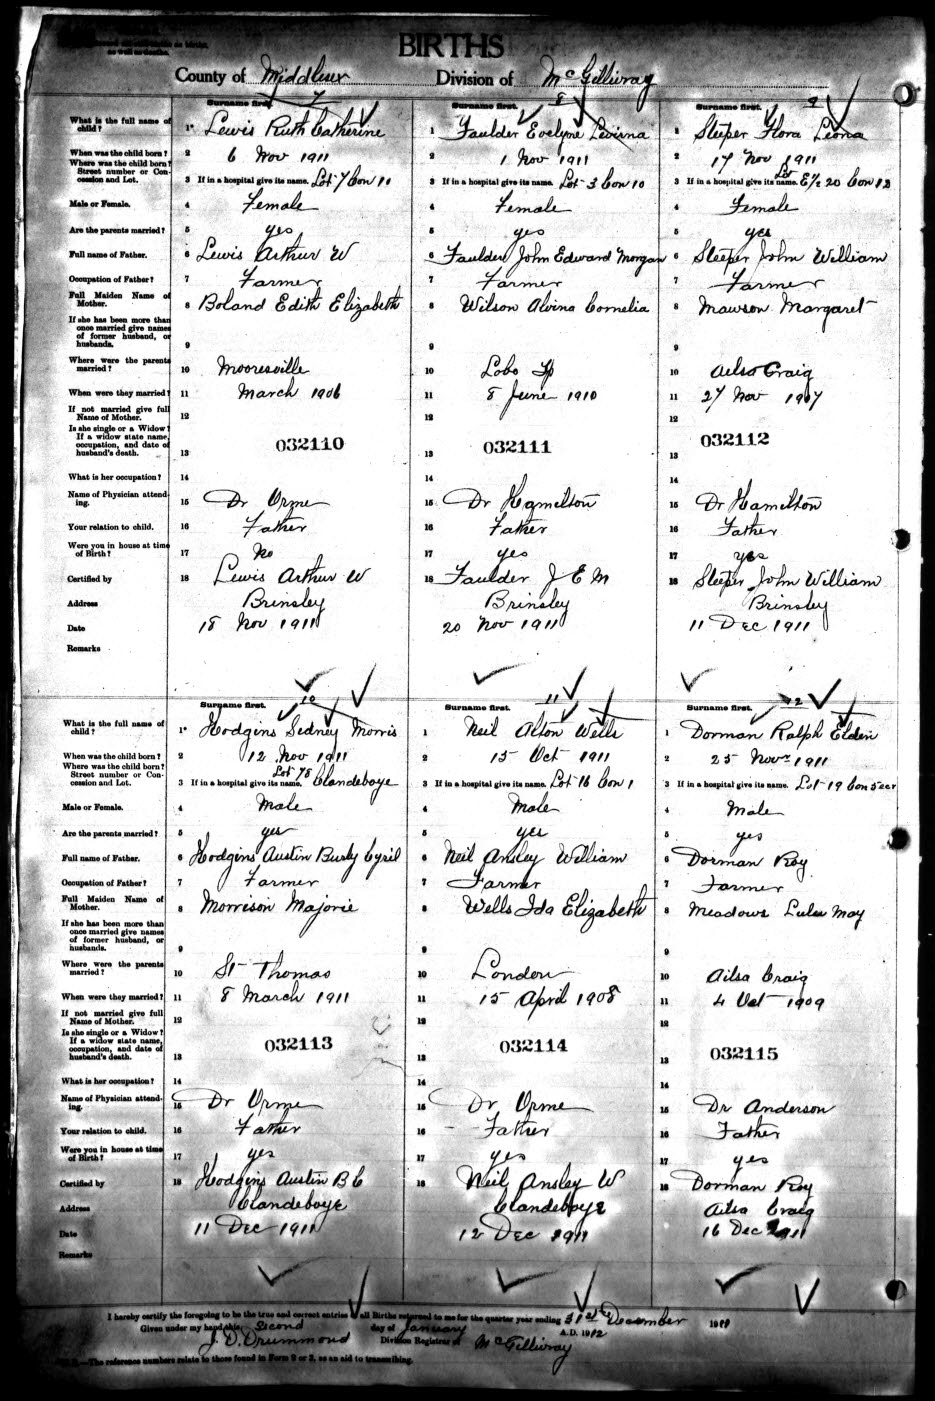 as well as deaths.
BIRTHS
County of Middlesex Division of McGillivray
Surname first. 7 Surname first. 8 Surname first. 9
What is the full name of child? 1 Lewis Ruth Catherine 1 Faulder Evelyne Levirna 1 Sleeper Flora Leona
When was the child born? 2 6 Nov 1911 2 1 Nov 1911 2 17 Nov 1911
Where was the child born? Street number or Con-
cession and Lot. 3 If in a hospital give its name. Lot 7 Con 11 3 If in a hospital give its name. Lot 3 Con 10 3 If in a hospital give its name. Lot E½ 20 Con 12
Male or Female. 4 Female 4 Female 4 Female
Are the parents married? 5 yes 5 yes 5 yes
Full name of Father. 6 Lewis Arthur W 6 Faulder John Edward Morgan 6 Sleeper John William
Occupation of Father? 7 Farmer 7 Farmer 7 Farmer
Full Maiden Name of Mother. 8 Boland Edith Elizabeth 8 Wilson Alvina Cornelia 8 Mawson Margaret
If she has been more than
once married give names
of former husband, or
husbands. 9 9 9
Where were the parents married? 10 Mooresville 10 Lobo Tp 10 Ailsa Craig
When were they married? 11 March 1906 11 8 June 1910 11 27 Nov 1907
If not married give full
Name of Mother. 12 12 12
Is she single or a Widow?
If a widow state name,
occupation, and date of
husband's death. 13 032110 13 032111 13 032112
What is her occupation? 14 14 14
Name of Physician attend-
ing. 15 Dr Orme 15 Dr Hamilton 15 Dr Hamilton
Your relation to child. 16 Father 16 Father 16 Father
Were you in house at time
of Birth? 17 No 17 yes 17 yes
Certified by 18 Lewis Arthur W 18 Faulder J E M 18 Sleeper John William
Address Brinsley Brinsley Brinsley
Date 18 Nov 1911 20 Nov 1911 11 Dec 1911
Remarks
Surname first. 10 Surname first. 11 Surname first. 12
What is the full name of child? 1 Hodgins Sidney Morris 1 Neil Alton Wells 1 Dorman Ralph Elden
When was the child born? 2 12 Nov 1911 2 15 Oct 1911 2 25 Novr 1911
Where was the child born?
Street number or Con-
cession and Lot. 3 If in a hospital give its name. Lot 75 Clandeboye 3 If in a hospital give its name. Lot 16 Con 1 3 If in a hospital give its name. Lot 19 Con 5 ecr
Male or Female. 4 Male 4 Male 4 Male
Are the parents married? 5 yes 5 yes 5 yes
Full name of Father. 6 Hodgins Austin Cyril 6 Neil Ansley William 6 Dorman Roy
Occupation of Father? 7 Farmer 7 Farmer 7 Farmer
Full Maiden Name of Mother. 8 Morrison Majorie 8 Wells Ida Elizabeth 8 Meadows Lulu May
If she has been more than
once married give names
of former husband, or
husbands. 9 9 9
Where were the parents married? 10 St Thomas 10 London 10 Ailsa Craig
When were they married? 11 8 March 1911 11 15 April 1908 11 4 Oct 1909
If not married give full
Name of Mother. 12 12 12
Is she single or a Widow?
If a widow state name,
occupation, and date of
husband's death. 13 032113 13 032114 13 032115
What is her occupation? 14 14 14
Name of Physician attend-
ing. 15 Dr Orme 15 Dr Orme 15 Dr Anderson
Your relation to child. 16 Father 16 Father 16 Father
Were you in house at time
of Birth? 17 yes 17 yes 17 yes
Certified by 18 Hodgins Austin B C 18 Neil Ansley W 18 Dorman Roy
Address Clandeboye Clandeboye Ailsa Craig
Date 11 Dec 1911 12 Dec 1911 16 Dec 1911
Remarks
I hereby certify the foregoing to be the true and correct entries of all Births returned to me for the quarter year ending 31st December 1911
Given under my hand this second day of January A.D. 1912
J. D. Drummond Division Registrar of McGillivray
The reference numbers relate to those found in Form 2 or 3, as an aid to transcribing.